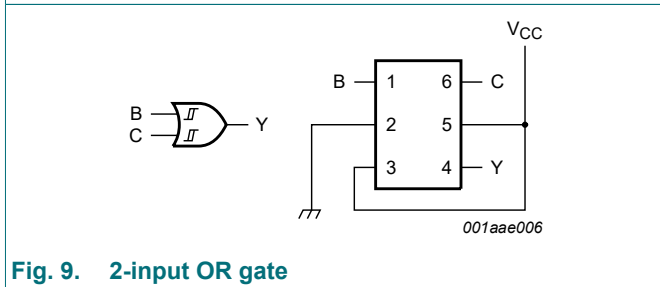 VCC
B 1 6 C
B
C
Y
2 5
3 4 Y
001aae006
Fig. 9. 2-input OR gate